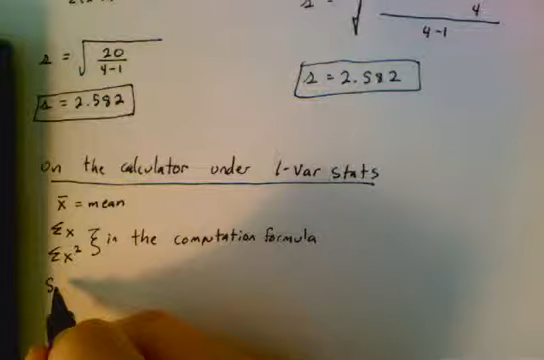 s = √20/4-1
s = 2.582
4
4-1
s = 2.582
on the calculator under 1-Var stats
x̄ = mean
Σx
Σx² } in the computation formula
S